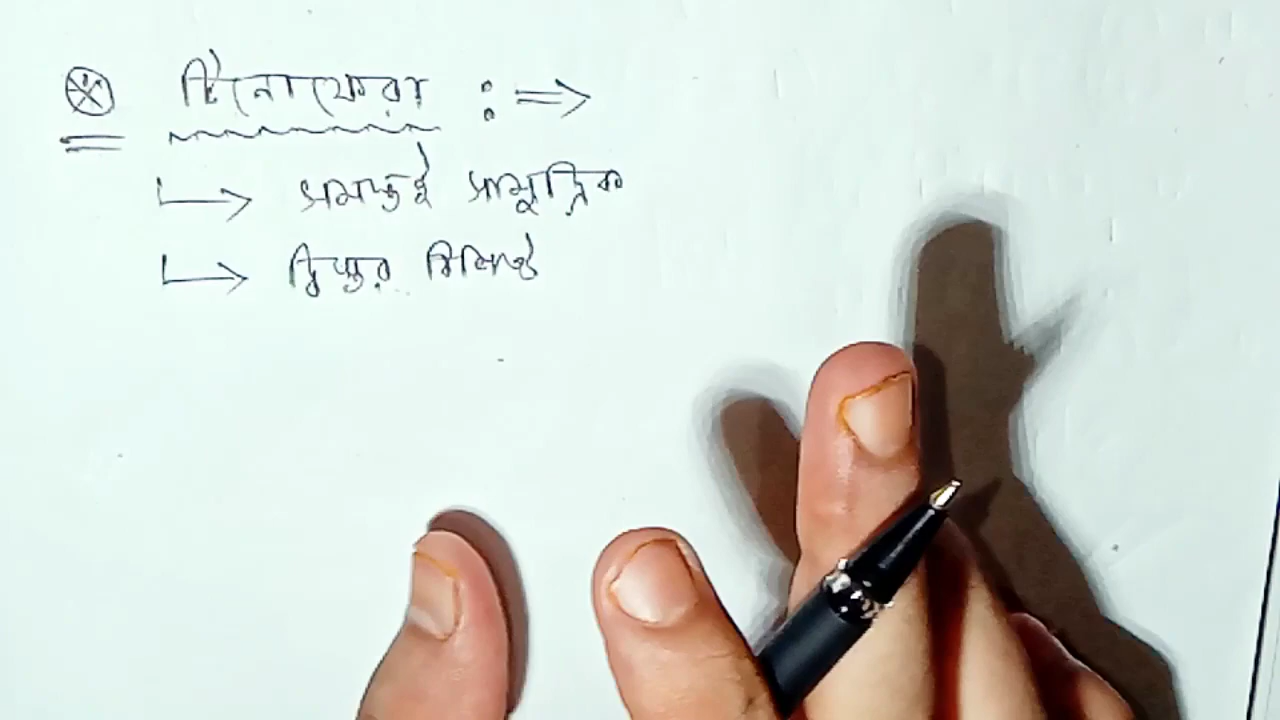 টিনোফেরা :⇒
↳ সমস্তই সামুদ্রিক
↳ দ্বিস্তর বিশিষ্ট